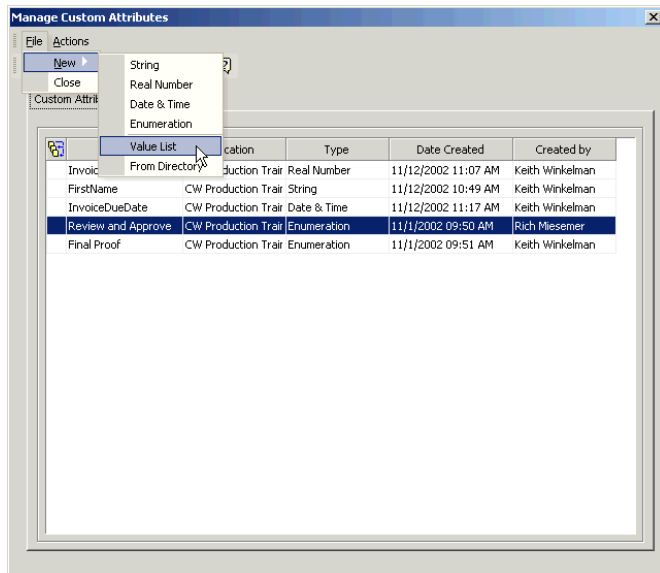 Manage Custom Attributes
File Actions
New
Close
String
Real Number
Date & Time
Enumeration
Value List
From Directory
Custom Attrib
cation Type Date Created Created by
Invoic duction Trair Real Number 11/12/2002 11:07 AM Keith Winkelman
FirstName CW Production Trair String 11/12/2002 10:49 AM Keith Winkelman
InvoiceDueDate CW Production Trair Date & Time 11/12/2002 11:17 AM Keith Winkelman
Review and Approve CW Production Trair Enumeration 11/1/2002 09:50 AM Rich Miesemer
Final Proof CW Production Trair Enumeration 11/1/2002 09:51 AM Keith Winkelman